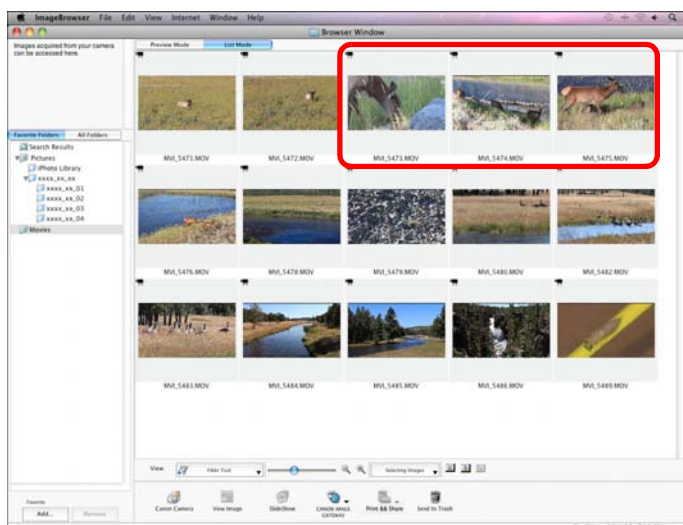 ImageBrowser File Edit View Internet Window Help
Browser Window
Images acquired from your camera
can be accessed here.
Preview Mode List Mode
Favorite Folders All Folders
Search Results
Pictures
iPhoto Library
xxxx_xx_xx
xxxx_xx_01
xxxx_xx_02
xxxx_xx_03
xxxx_xx_04
Movies
MVI_5471.MOV MVI_5472.MOV MVI_5473.MOV MVI_5474.MOV MVI_5475.MOV
MVI_5476.MOV MVI_5478.MOV MVI_5479.MOV MVI_5480.MOV MVI_5482.MOV
MVI_5483.MOV MVI_5484.MOV MVI_5485.MOV MVI_5486.MOV MVI_5489.MOV
View Filter Tool Selecting Images
Favorite
Add... Remove
Canon Camera View Image SlideShow CANON iMAGE GATEWAY Print && Share Send to Trash